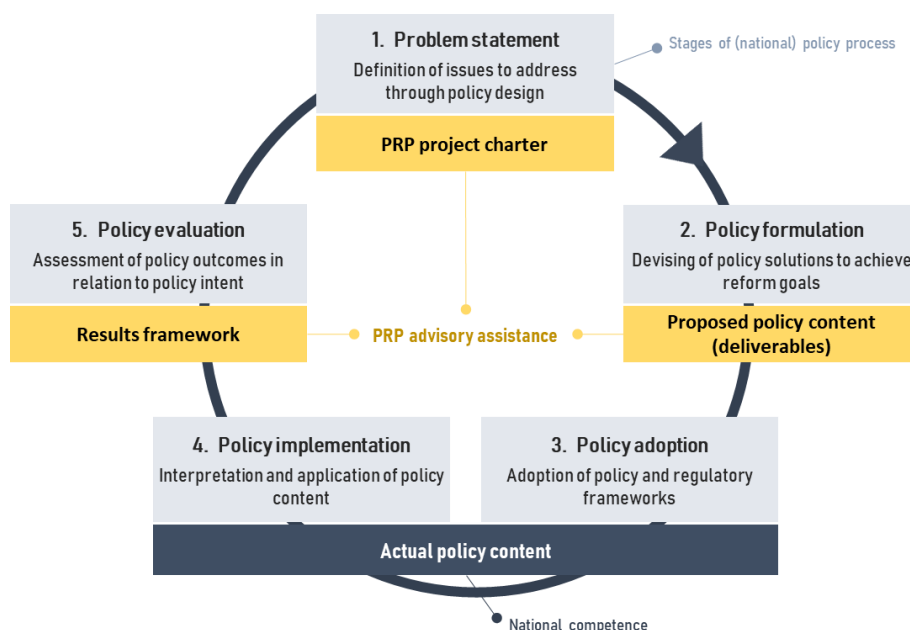 1. Problem statement
Definition of issues to address
through policy design
PRP project charter
Stages of (national) policy process
5. Policy evaluation
Assessment of policy outcomes in
relation to policy intent
Results framework
2. Policy formulation
Devising of policy solutions to achieve
reform goals
Proposed policy content
(deliverables)
PRP advisory assistance
4. Policy implementation
Interpretation and application of policy
content
3. Policy adoption
Adoption of policy and regulatory
frameworks
Actual policy content
National competence